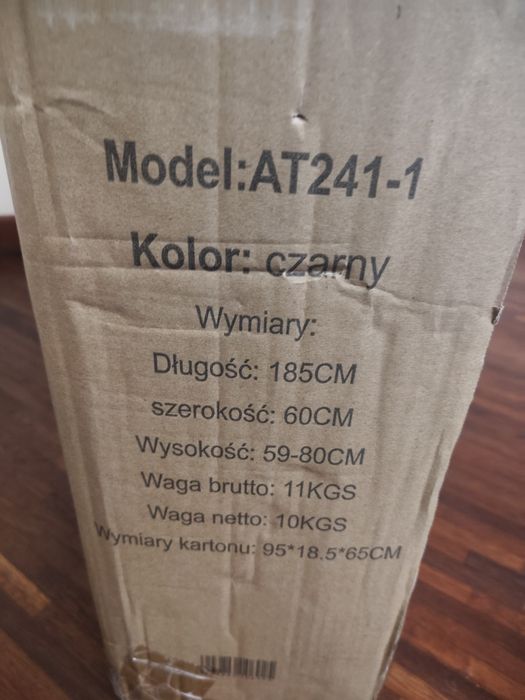 Model:AT241-1
Kolor: czarny
Wymiary:
Długość: 185CM
szerokość: 60CM
Wysokość: 59-80CM
Waga brutto: 11KGS
Waga netto: 10KGS
Wymiary kartonu: 95*18.5*65CM